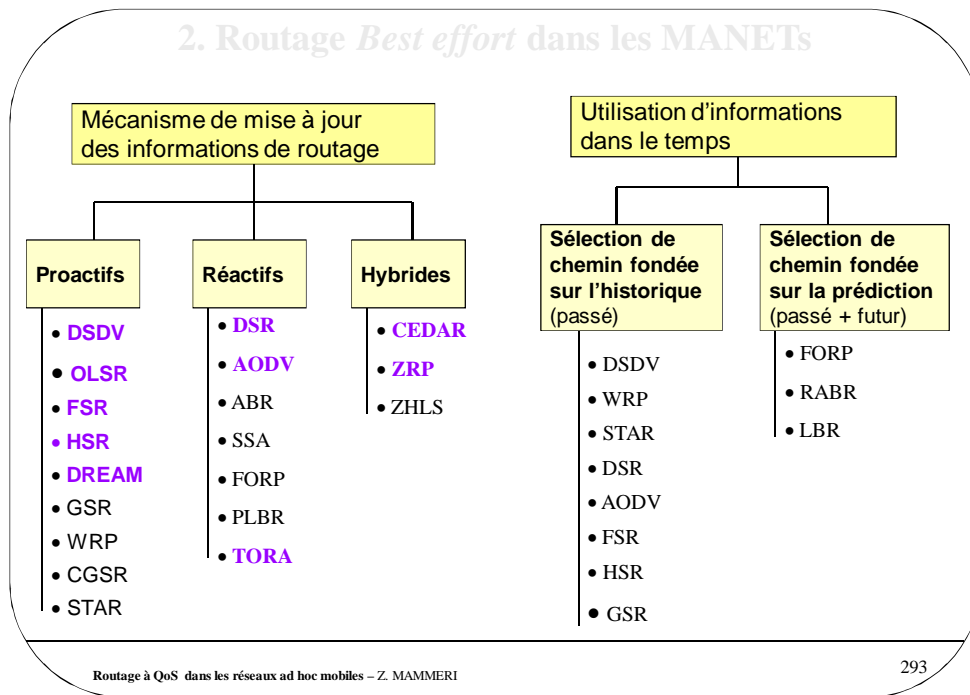 2. Routage Best effort dans les MANETs
Mécanisme de mise à jour
des informations de routage
Proactifs
• DSDV
• OLSR
• FSR
• HSR
• DREAM
• GSR
• WRP
• CGSR
• STAR
Réactifs
• DSR
• AODV
• ABR
• SSA
• FORP
• PLBR
• TORA
Hybrides
• CEDAR
• ZRP
• ZHLS
Utilisation d'informations
dans le temps
Sélection de
chemin fondée
sur l'historique
(passé)
• DSDV
• WRP
• STAR
• DSR
• AODV
• FSR
• HSR
• GSR
Sélection de
chemin fondée
sur la prédiction
(passé + futur)
• FORP
• RABR
• LBR
Routage à QoS dans les réseaux ad hoc mobiles – Z. MAMMERI
293